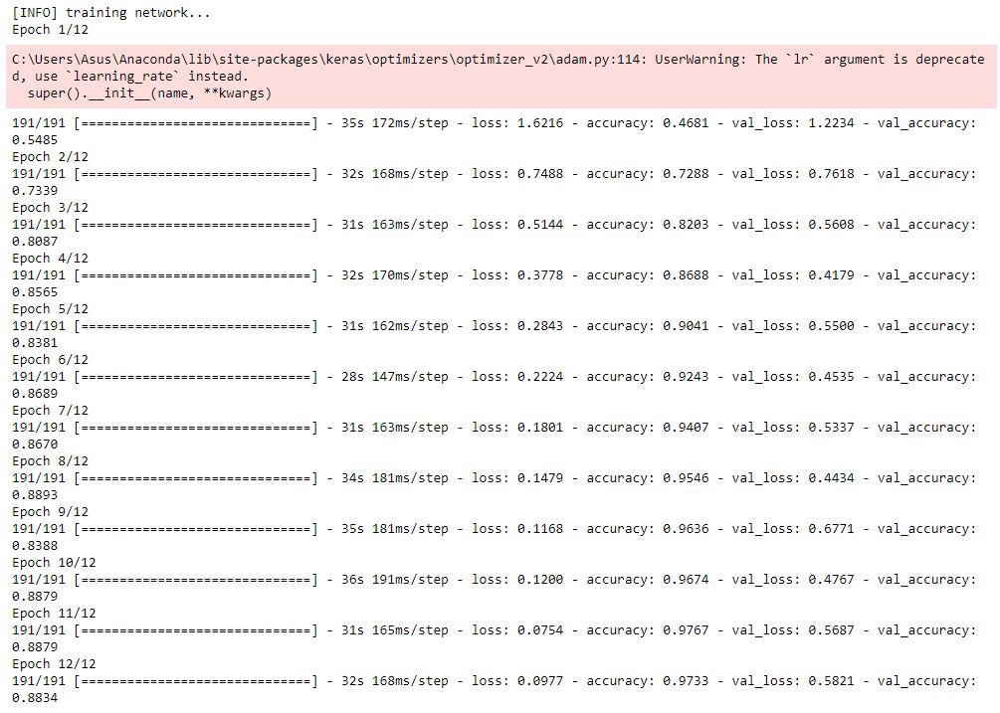 [INFO] training network...
Epoch 1/12
C:\Users\Asus\Anaconda\lib\site-packages\keras\optimizers\optimizer_v2\adam.py:114: UserWarning: The `lr` argument is deprecate
d, use `learning_rate` instead.
  super().__init__(name, **kwargs)
191/191 [==============================] - 35s 172ms/step - loss: 1.6216 - accuracy: 0.4681 - val_loss: 1.2234 - val_accuracy:
0.5485
Epoch 2/12
191/191 [==============================] - 32s 168ms/step - loss: 0.7488 - accuracy: 0.7288 - val_loss: 0.7618 - val_accuracy:
0.7339
Epoch 3/12
191/191 [==============================] - 31s 163ms/step - loss: 0.5144 - accuracy: 0.8203 - val_loss: 0.5608 - val_accuracy:
0.8087
Epoch 4/12
191/191 [==============================] - 32s 170ms/step - loss: 0.3778 - accuracy: 0.8688 - val_loss: 0.4179 - val_accuracy:
0.8565
Epoch 5/12
191/191 [==============================] - 31s 162ms/step - loss: 0.2843 - accuracy: 0.9041 - val_loss: 0.5500 - val_accuracy:
0.8381
Epoch 6/12
191/191 [==============================] - 28s 147ms/step - loss: 0.2224 - accuracy: 0.9243 - val_loss: 0.4535 - val_accuracy:
0.8689
Epoch 7/12
191/191 [==============================] - 31s 163ms/step - loss: 0.1801 - accuracy: 0.9407 - val_loss: 0.5337 - val_accuracy:
0.8670
Epoch 8/12
191/191 [==============================] - 34s 181ms/step - loss: 0.1479 - accuracy: 0.9546 - val_loss: 0.4434 - val_accuracy:
0.8893
Epoch 9/12
191/191 [==============================] - 35s 181ms/step - loss: 0.1168 - accuracy: 0.9636 - val_loss: 0.6771 - val_accuracy:
0.8388
Epoch 10/12
191/191 [==============================] - 36s 191ms/step - loss: 0.1200 - accuracy: 0.9674 - val_loss: 0.4767 - val_accuracy:
0.8879
Epoch 11/12
191/191 [==============================] - 31s 165ms/step - loss: 0.0754 - accuracy: 0.9767 - val_loss: 0.5687 - val_accuracy:
0.8879
Epoch 12/12
191/191 [==============================] - 32s 168ms/step - loss: 0.0977 - accuracy: 0.9733 - val_loss: 0.5821 - val_accuracy:
0.8834